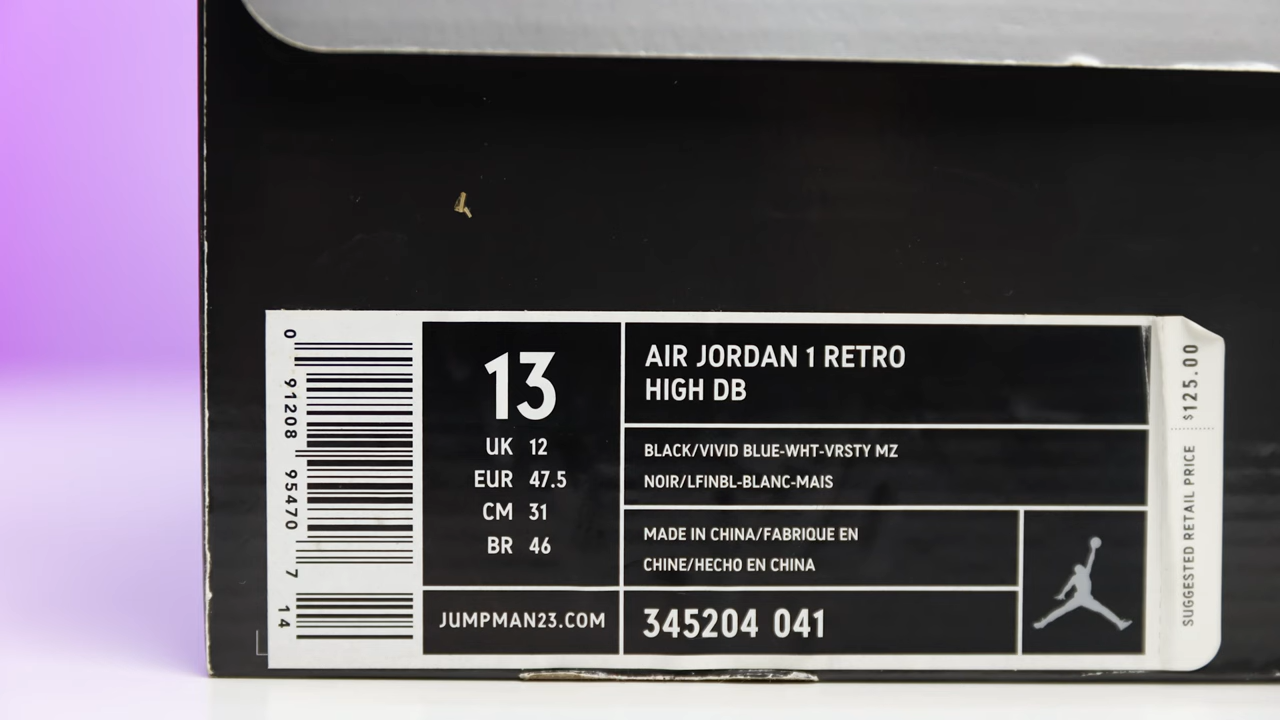 0 91208 95470 7 14
13
UK 12
EUR 47.5
CM 31
BR 46
JUMPMAN23.COM
AIR JORDAN 1 RETRO
HIGH DB
BLACK/VIVID BLUE-WHT-VRSTY MZ
NOIR/LFINBL-BLANC-MAIS
MADE IN CHINA/FABRIQUE EN
CHINE/HECHO EN CHINA
345204 041
SUGGESTED RETAIL PRICE $125.00